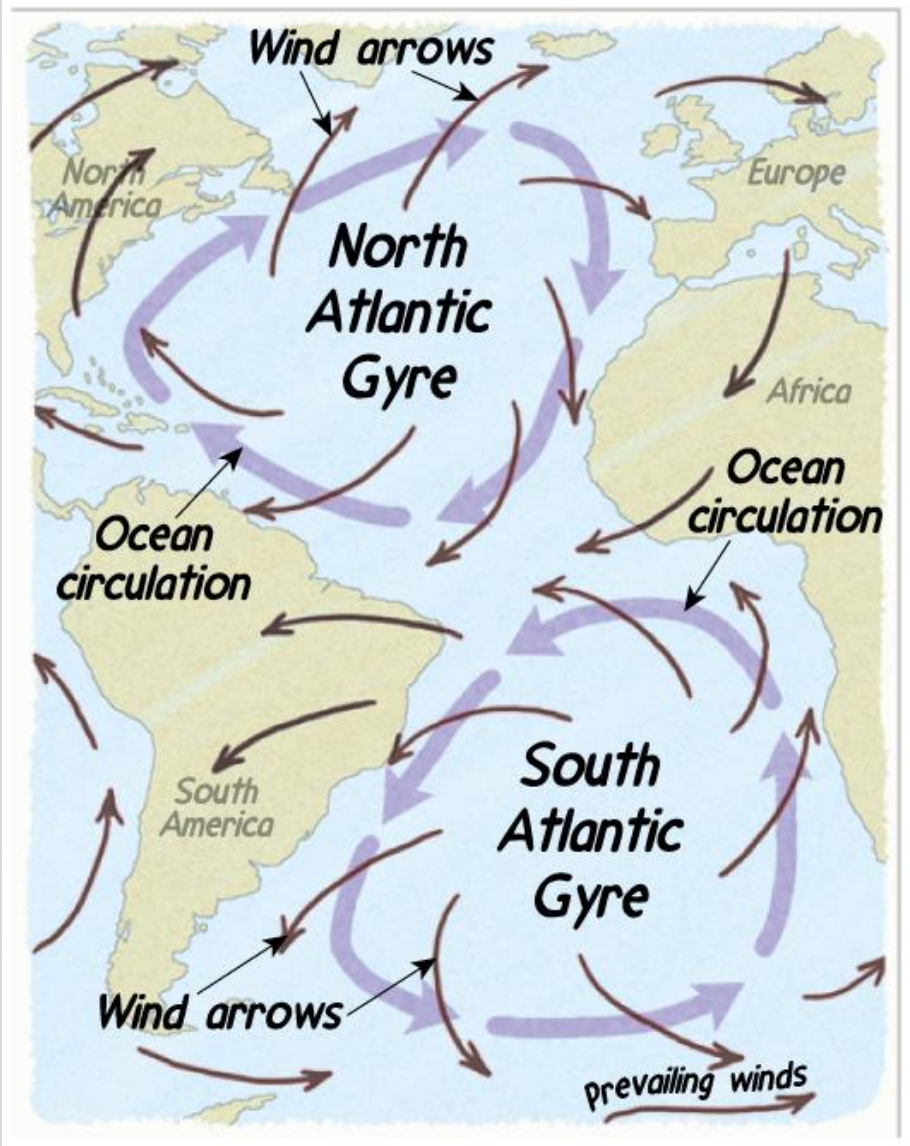 Wind arrows
North
America
Europe
North
Atlantic
Gyre
Africa
Ocean
circulation
Ocean
circulation
South
America
South
Atlantic
Gyre
Wind arrows
Prevailing winds